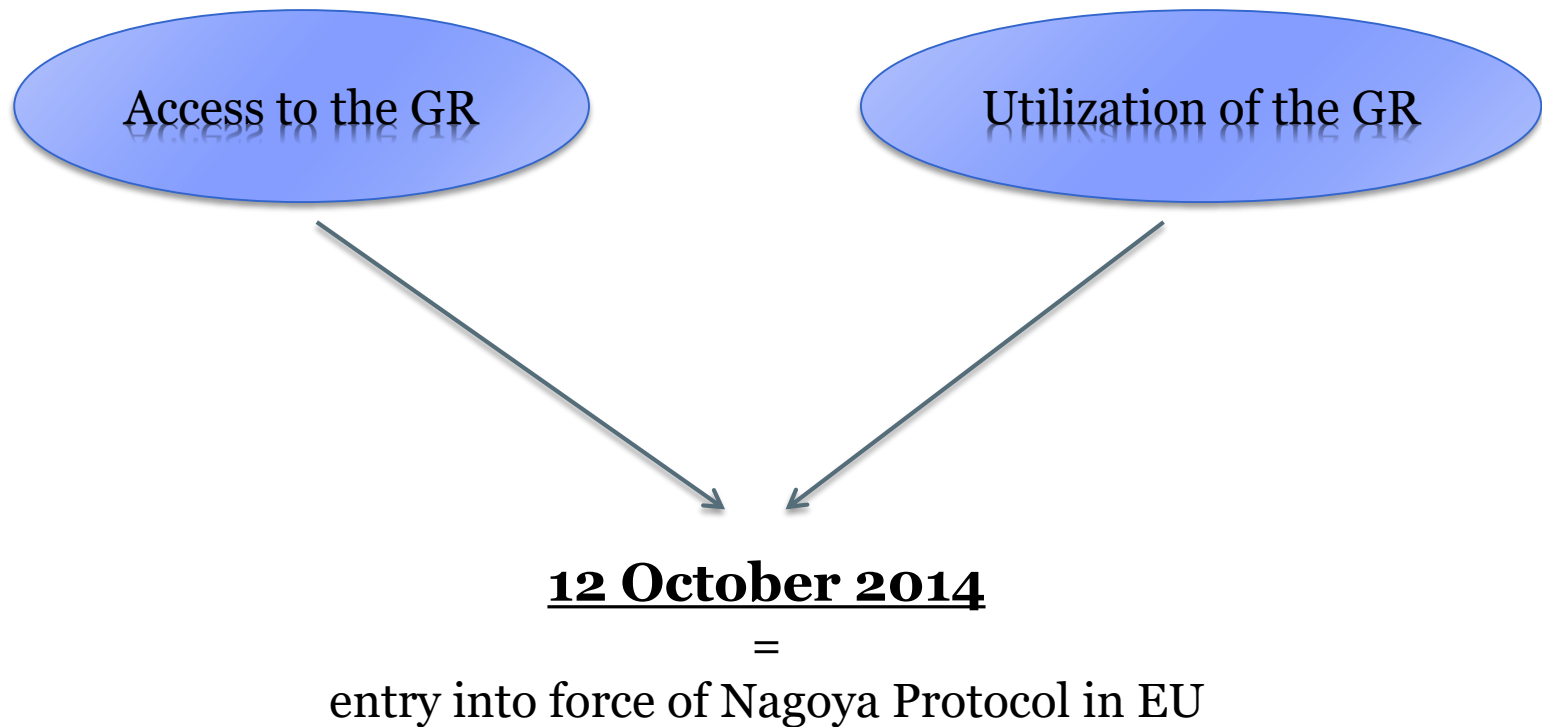 Access to the GR
Utilization of the GR
12 October 2014
=
entry into force of Nagoya Protocol in EU